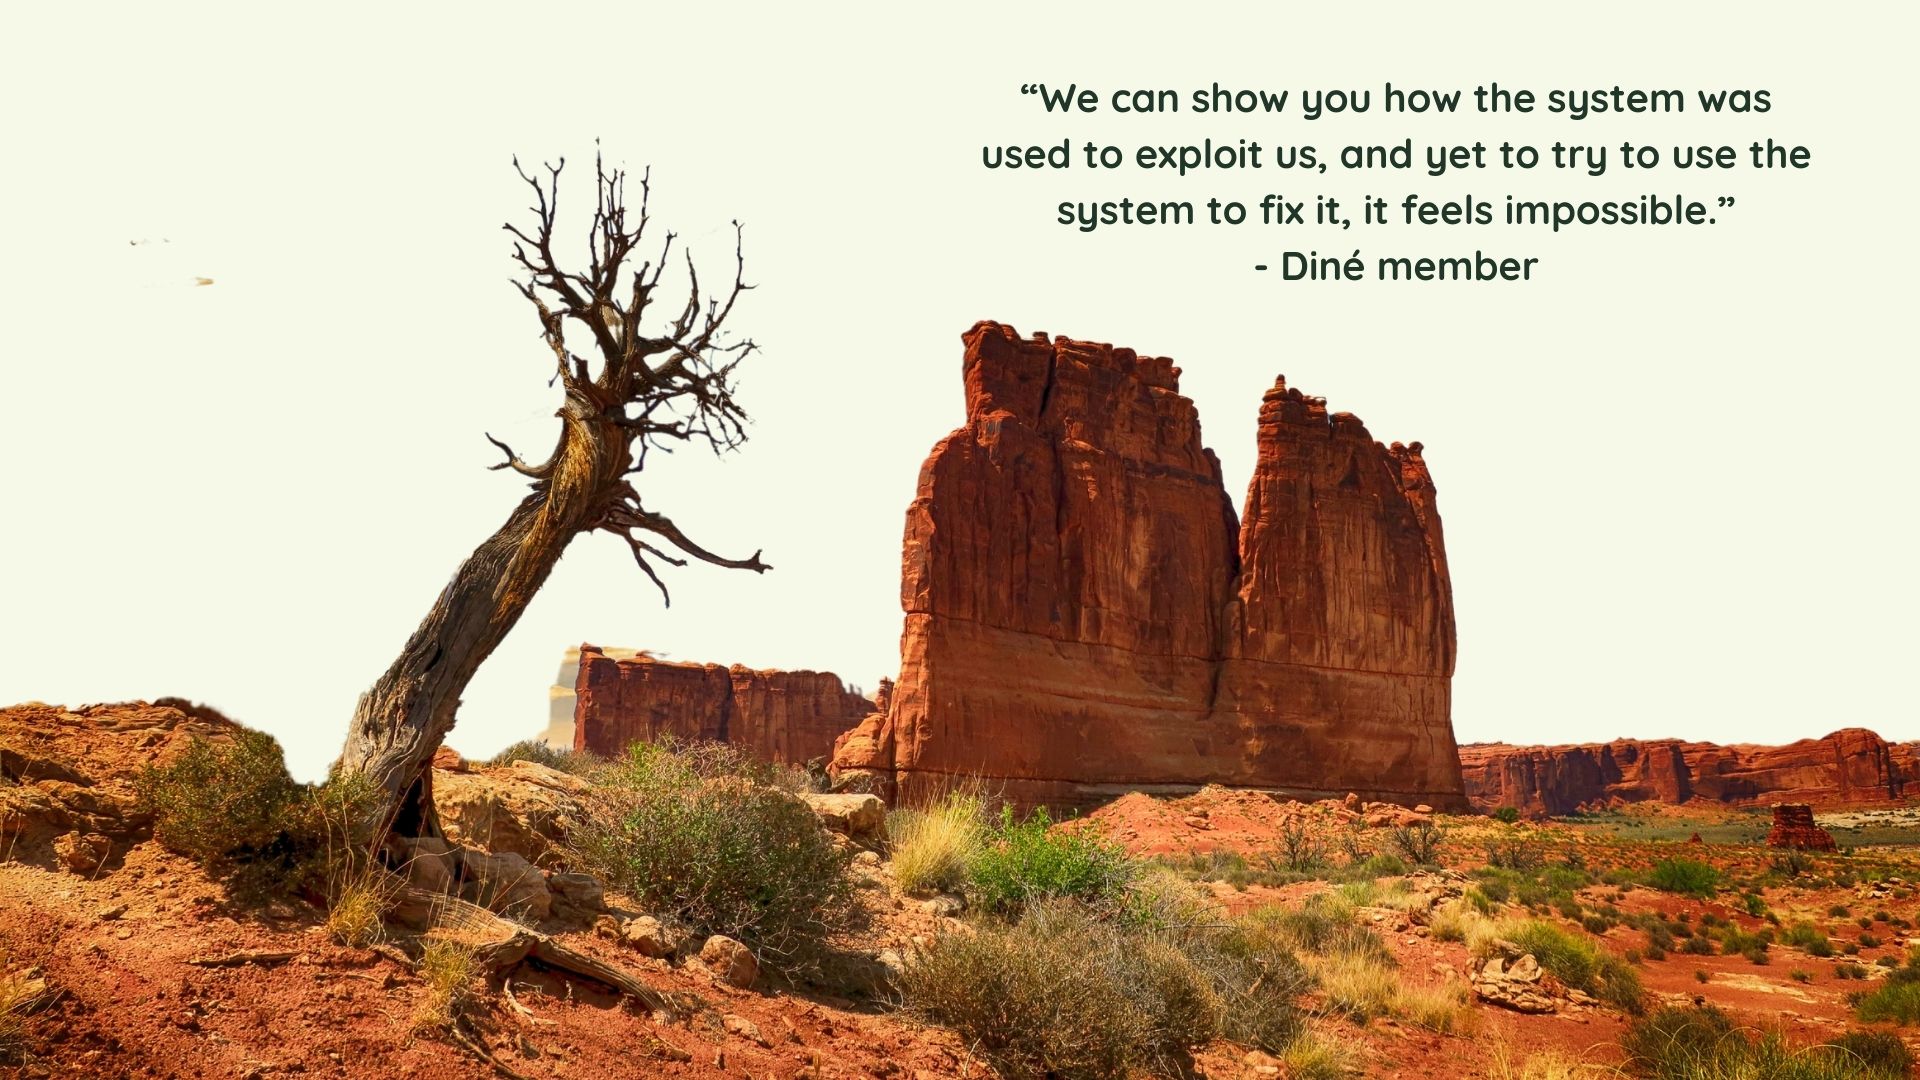 “We can show you how the system was
used to exploit us, and yet to try to use the
system to fix it, it feels impossible.”
- Diné member